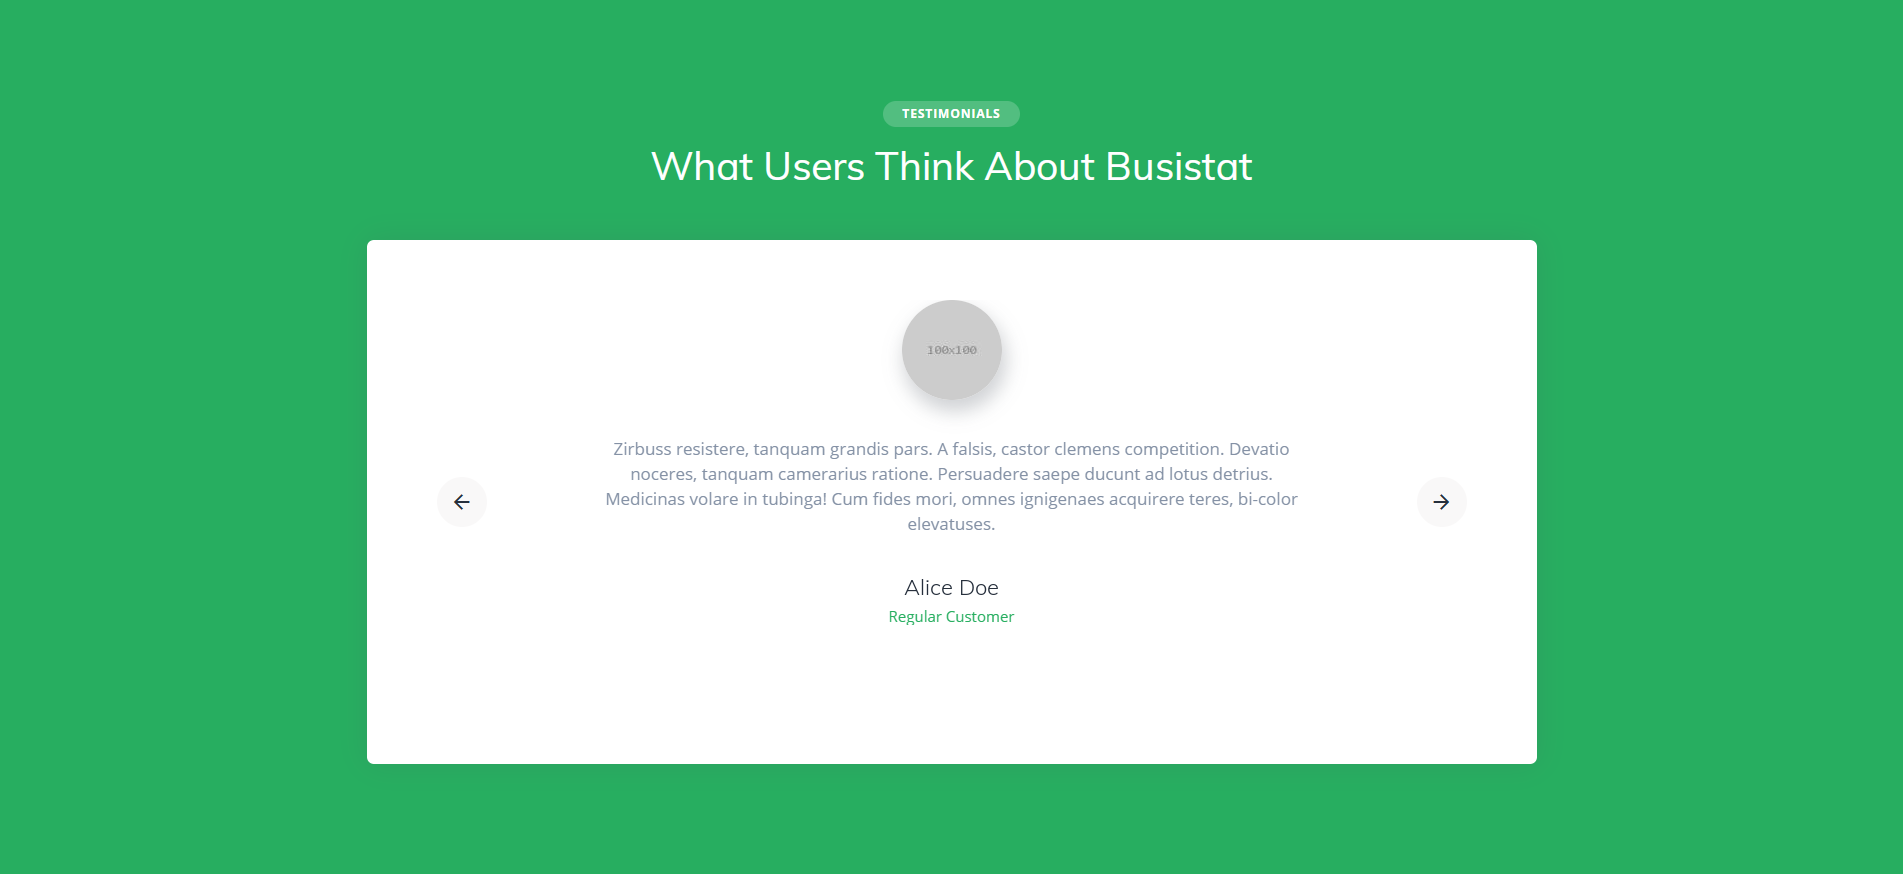 TESTIMONIALS
What Users Think About Busistat
100x100
Zirbuss resistere, tanquam grandis pars. A falsis, castor clemens competition. Devatio
noceres, tanquam camerarius ratione. Persuadere saepe ducunt ad lotus detrius.
Medicinas volare in tubinga! Cum fides mori, omnes ignigenaes acquirere teres, bi-color
elevatuses.
Alice Doe
Regular Customer